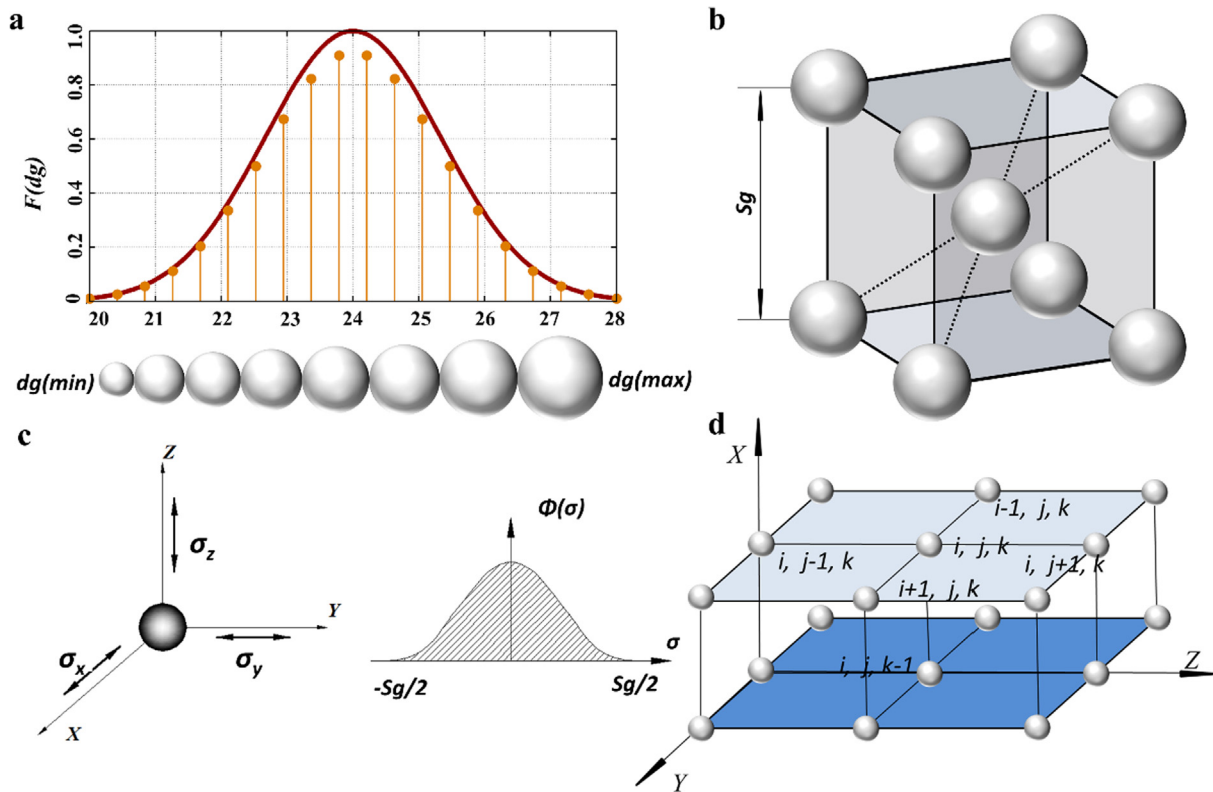 a
F(dg)
1.0
0.8
0.6
0.4
0.2
0
20 21 22 23 24 25 26 27 28
dg(min)
dg(max)
b
Sg
c
Z
σz
Y
σy
σx
X
Φ(σ)
σ
-Sg/2
Sg/2
d
X
i-1, j, k
i, j-1, k
i, j, k
i, j+1, k
i+1, j, k
i, j, k-1
Z
Y